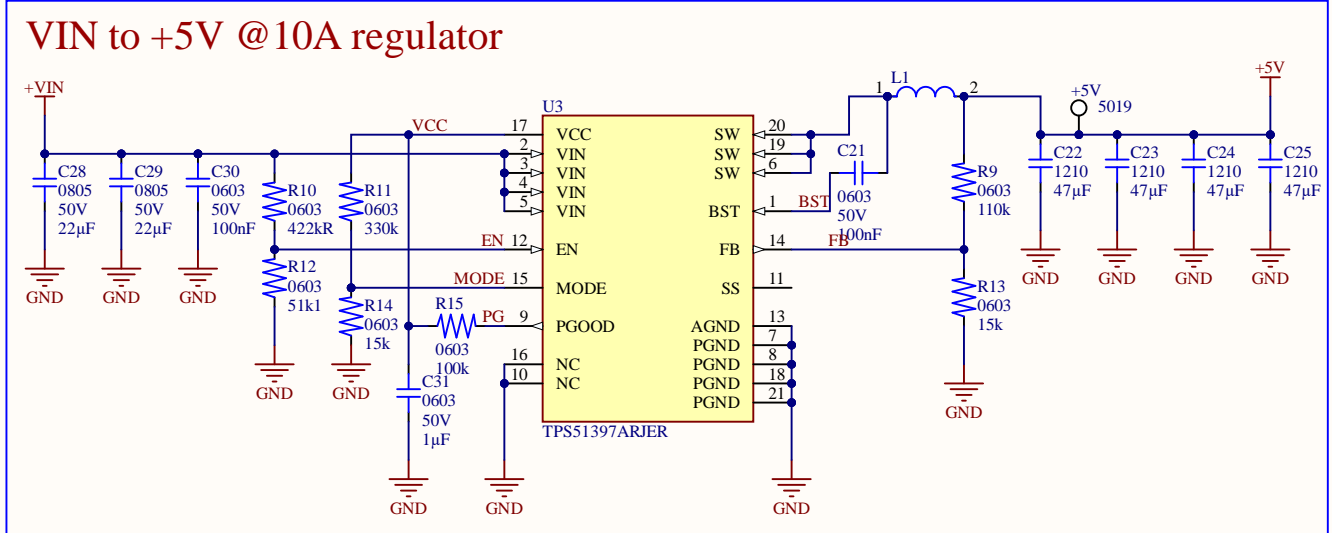 VIN to +5V @10A regulator
+VIN
C28
0805
50V
22µF
GND
C29
0805
50V
22µF
GND
C30
0603
50V
100nF
GND
R10
0603
422kR
R12
0603
51k1
GND
VCC
R11
0603
330k
R14
0603
15k
GND
EN
MODE
R15
PG
0603
100k
C31
0603
50V
1µF
GND
GND
U3
17 VCC
2 VIN
3 VIN
4 VIN
5 VIN
12 EN
15 MODE
9 PGOOD
16 NC
10 NC
SW 20
SW 19
SW 6
BST 1
FB 14
SS 11
AGND 13
PGND 7
PGND 8
PGND 18
PGND 21
TPS51397ARJER
GND
BST
C21
0603
50V
100nF
FB
1 L1 2
R9
0603
110k
R13
0603
15k
GND
+5V
5019
+5V
C22
1210
47µF
GND
C23
1210
47µF
GND
C24
1210
47µF
GND
C25
1210
47µF
GND